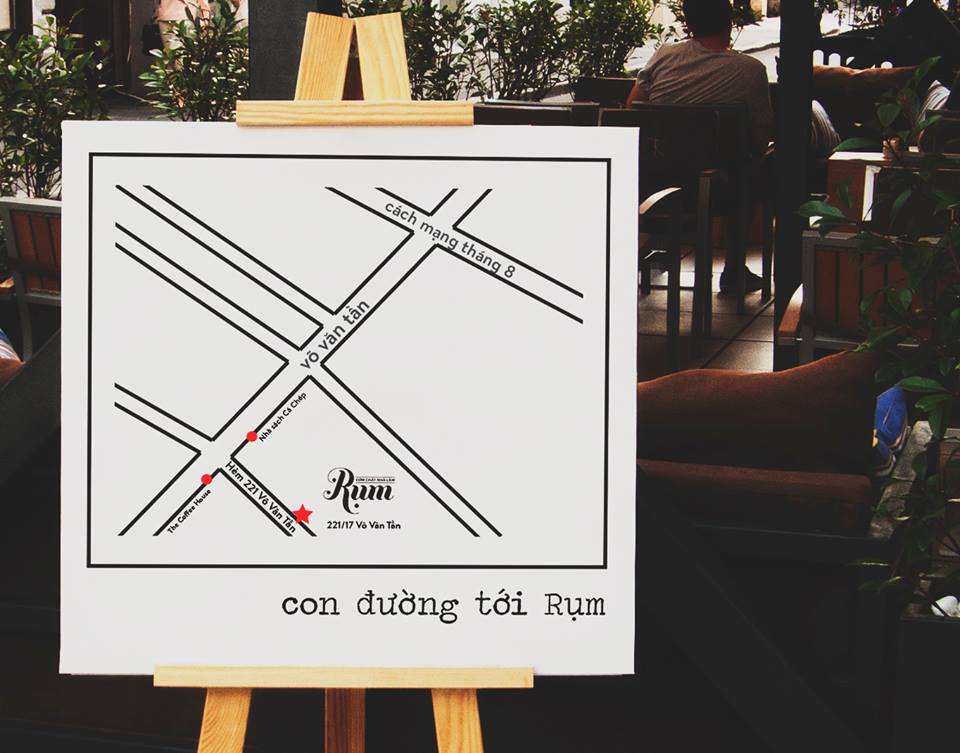 cách mạng tháng 8
võ văn tần
Nhà sách Cá Chép
The Coffee House
Hẻm 221 Võ Văn Tần
CƠM CHÁY NHÀ LÀM
Rụm
221/17 Võ Văn Tần
con đường tới Rụm